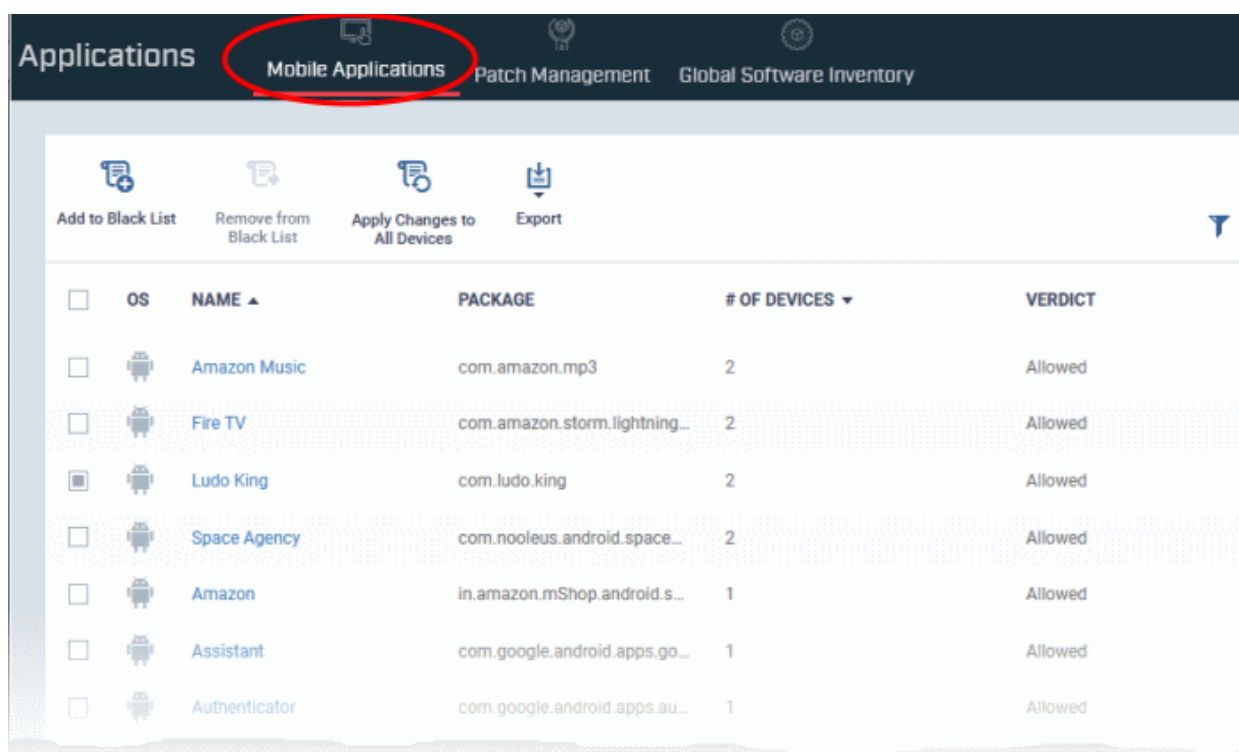 Applications
Mobile Applications
Patch Management
Global Software Inventory
Add to Black List
Remove from
Black List
Apply Changes to
All Devices
Export
OS NAME PACKAGE # OF DEVICES VERDICT
Amazon Music com.amazon.mp3 2 Allowed
Fire TV com.amazon.storm.lightning... 2 Allowed
Ludo King com.ludo.king 2 Allowed
Space Agency com.nooleus.android.space... 2 Allowed
Amazon in.amazon.mShop.android.s... 1 Allowed
Assistant com.google.android.apps.go... 1 Allowed
Authenticator com.google.android.apps.au... 1 Allowed